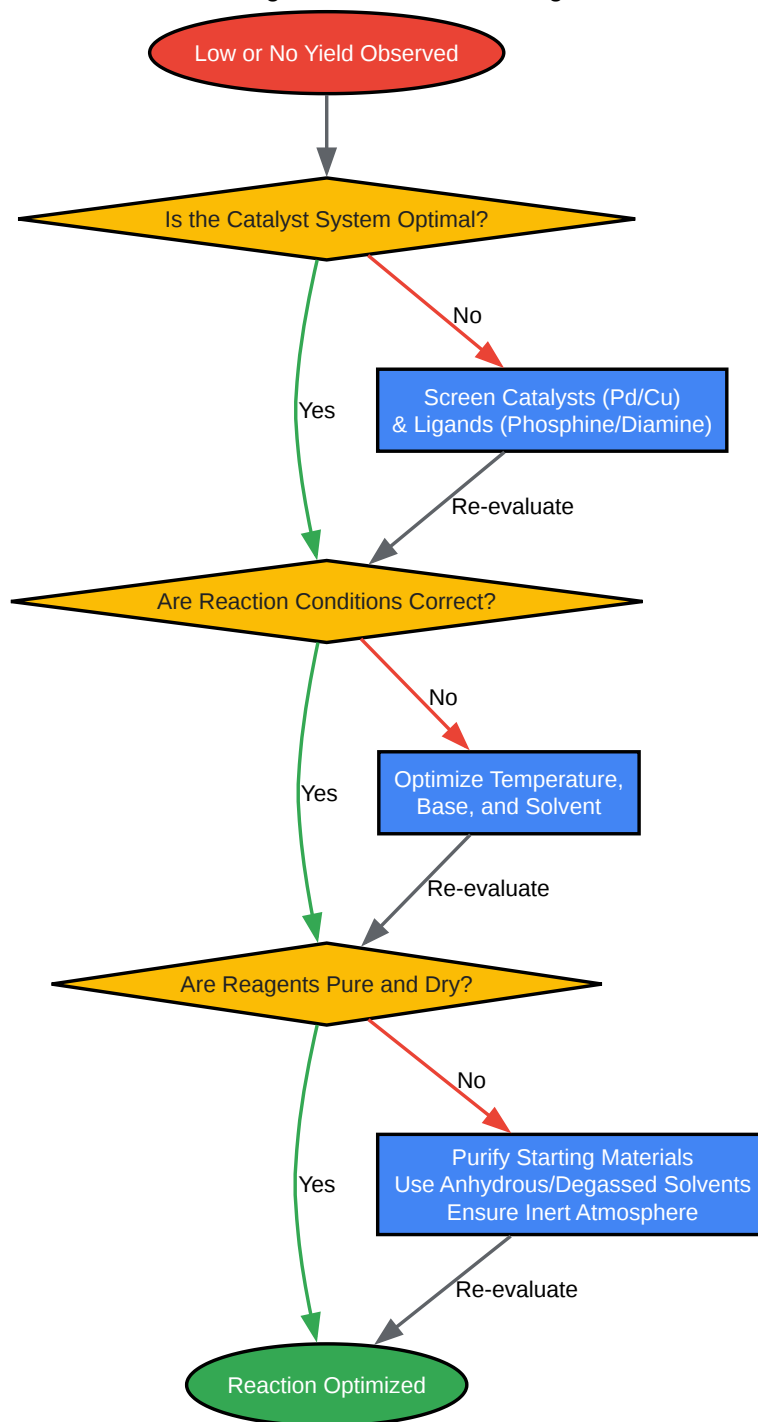 Low or No Yield Observed
Is the Catalyst System Optimal?
No
Screen Catalysts (Pd/Cu)
& Ligands (Phosphine/Diamine)
Yes
Re-evaluate
Are Reaction Conditions Correct?
No
Optimize Temperature,
Base, and Solvent
Yes
Re-evaluate
Are Reagents Pure and Dry?
No
Purify Starting Materials
Use Anhydrous/Degassed Solvents
Ensure Inert Atmosphere
Yes
Re-evaluate
Reaction Optimized